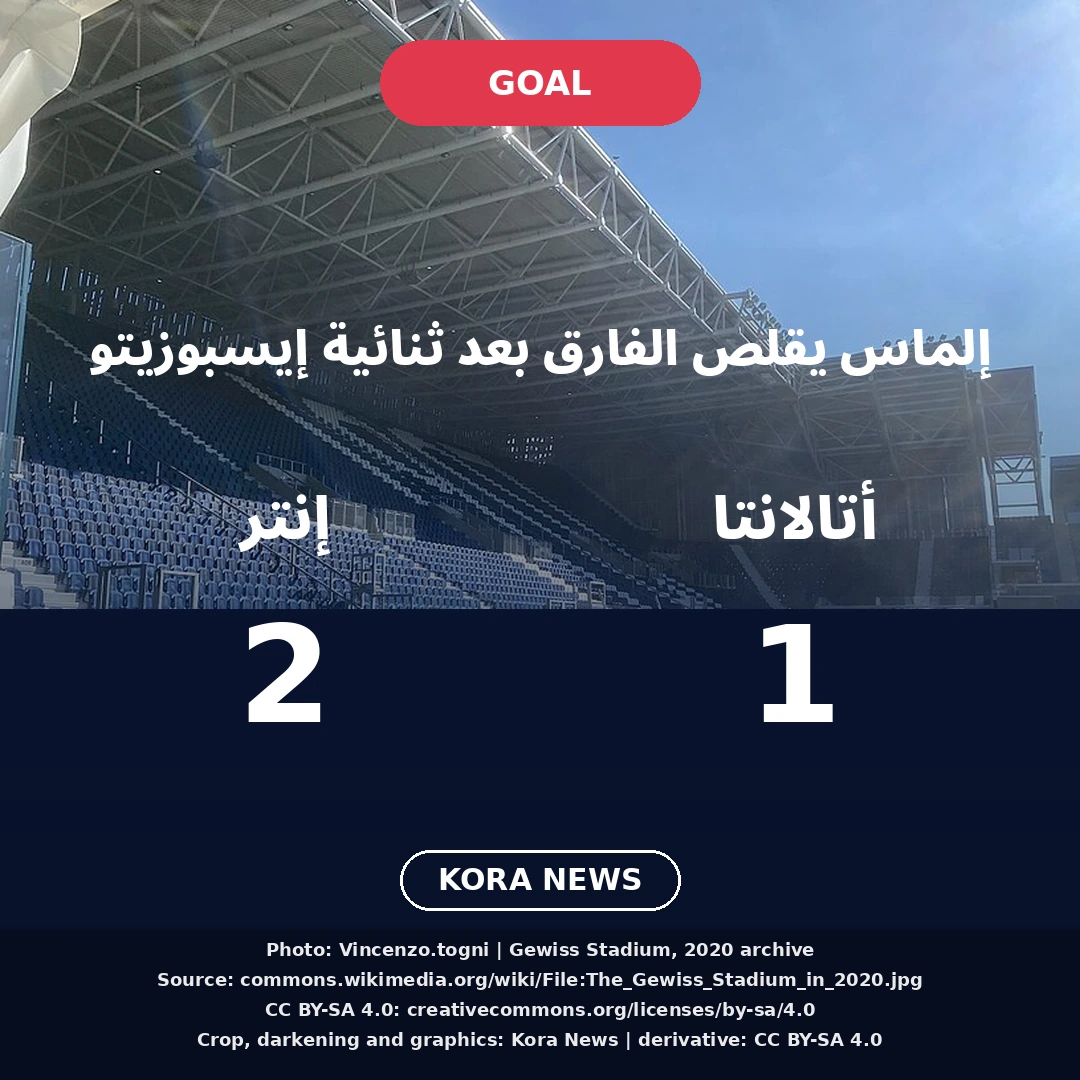 GOAL
إلماس يقلص الفارق بعد ثنائية إيسبوزيتو
أتالانتا إنتر
1 2
KORA NEWS
Photo: Vincenzo.togni | Gewiss Stadium, 2020 archive
Source: commons.wikimedia.org/wiki/File:The_Gewiss_Stadium_in_2020.jpg
CC BY-SA 4.0: creativecommons.org/licenses/by-sa/4.0
Crop, darkening and graphics: Kora News | derivative: CC BY-SA 4.0